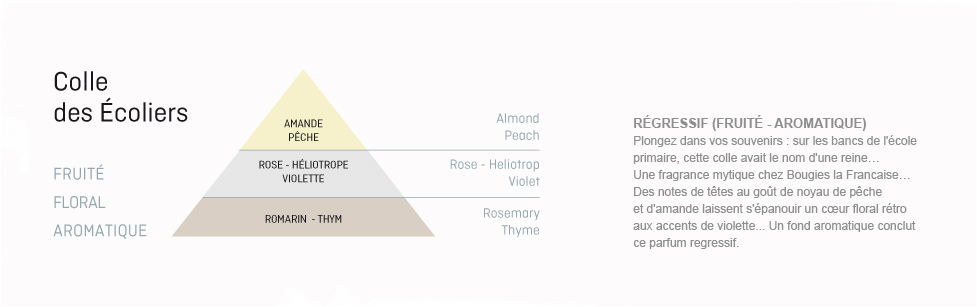 Colle
des Écoliers
FRUITÉ
FLORAL
AROMATIQUE
AMANDE
PÊCHE
ROSE - HÉLIOTROPE
VIOLETTE
ROMARIN - THYM
Almond
Peach
Rose - Heliotrop
Violet
Rosemary
Thyme
RÉGRESSIF (FRUITÉ - AROMATIQUE)
Plongez dans vos souvenirs : sur les bancs de l'école
primaire, cette colle avait le nom d'une reine…
Une fragrance mytique chez Bougies la Francaise…
Des notes de têtes au goût de noyau de pêche
et d'amande laissent s'épanouir un cœur floral rétro
aux accents de violette... Un fond aromatique conclut
ce parfum regressif.